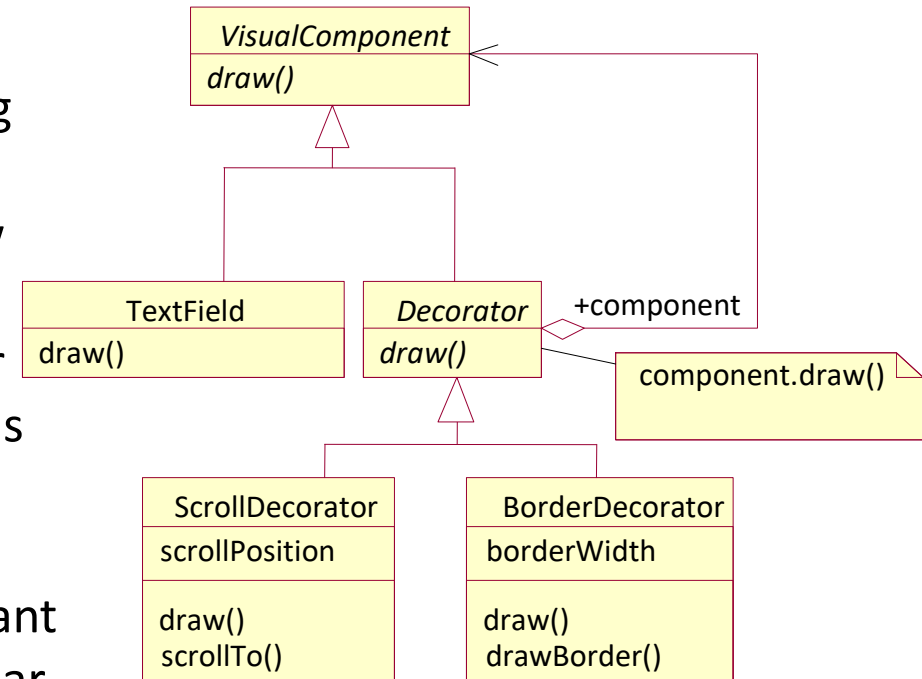 VisualComponent
draw()
TextField
draw()
Decorator
draw()
+component
component.draw()
ScrollDecorator
scrollPosition
draw()
scrollTo()
BorderDecorator
borderWidth
draw()
drawBorder()